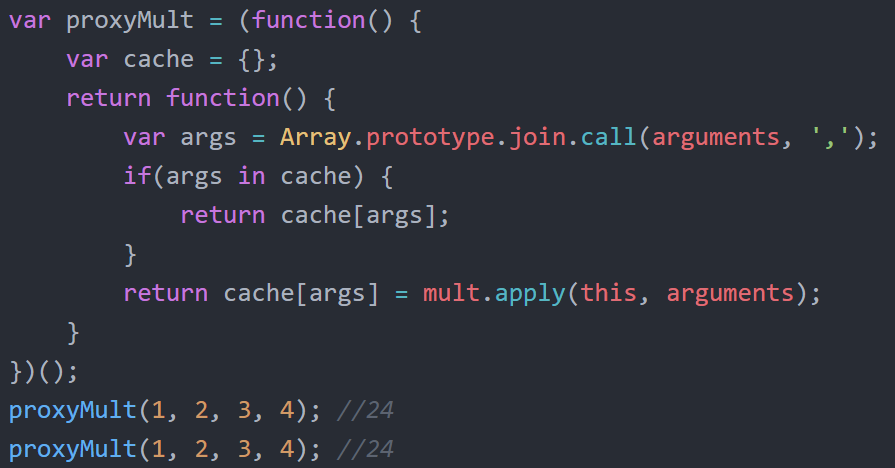 var proxyMult = (function() {
    var cache = {};
    return function() {
        var args = Array.prototype.join.call(arguments, ',');
        if(args in cache) {
            return cache[args];
        }
        return cache[args] = mult.apply(this, arguments);
    }
})();
proxyMult(1, 2, 3, 4); //24
proxyMult(1, 2, 3, 4); //24